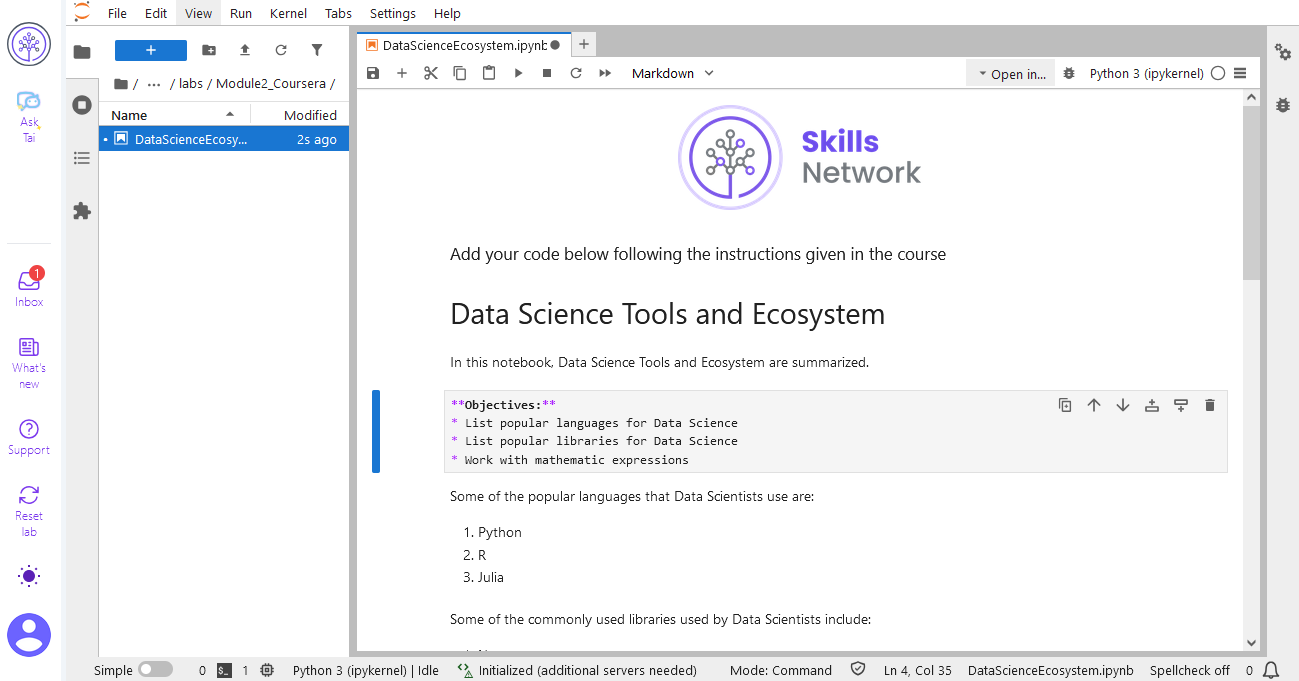 File Edit View Run Kernel Tabs Settings Help
Ask
Tai
1
Inbox
What's
new
Support
Reset
lab
+
/ ··· / labs / Module2_Coursera /
Name Modified
• DataScienceEcosy... 2s ago
DataScienceEcosystem.ipynb
Markdown
Open in...
Python 3 (ipykernel)
Skills
Network
Add your code below following the instructions given in the course
Data Science Tools and Ecosystem
In this notebook, Data Science Tools and Ecosystem are summarized.
**Objectives:**
* List popular languages for Data Science
* List popular libraries for Data Science
* Work with mathematic expressions
Some of the popular languages that Data Scientists use are:
1. Python
2. R
3. Julia
Some of the commonly used libraries used by Data Scientists include:
Simple 0 $_ 1 Python 3 (ipykernel) | Idle Initialized (additional servers needed) Mode: Command Ln 4, Col 35 DataScienceEcosystem.ipynb Spellcheck off 0